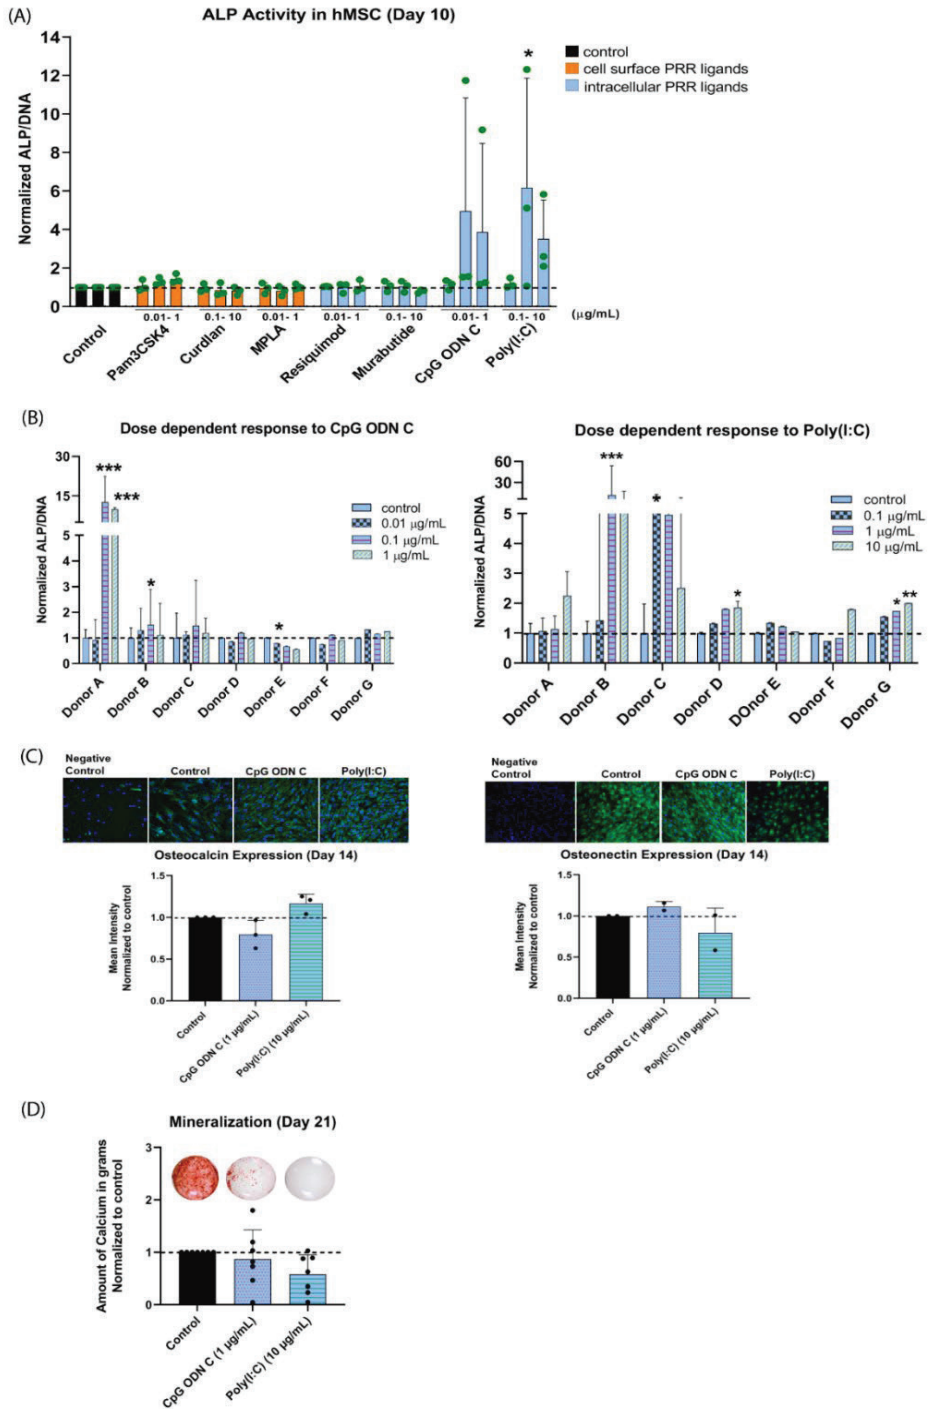 (A)
ALP Activity in hMSC (Day 10)
Normalized ALP/DNA
14
12
10
8
6
4
2
0
*
control
cell surface PRR ligands
intracellular PRR ligands
0.01- 1
0.1- 10
0.01- 1
0.01- 1
0.1- 10
0.01- 1
0.1- 10
(µg/mL)
Control
Pam3CSK4
Curdlan
MPLA
Resiquimod
Murabutide
CpG ODN C
Poly(I:C)
(B)
Dose dependent response to CpG ODN C
Normalized ALP/DNA
30
15
5
4
3
2
1
0
***
***
*
*
control
0.01 µg/mL
0.1 µg/mL
1 µg/mL
Donor A
Donor B
Donor C
Donor D
Donor E
Donor F
Donor G
Dose dependent response to Poly(I:C)
Normalized ALP/DNA
60
30
5
4
3
2
1
0
***
*
*
*
**
control
0.1 µg/mL
1 µg/mL
10 µg/mL
Donor A
Donor B
Donor C
Donor D
DOnor E
Donor F
Donor G
(C)
Negative
Control
Control
CpG ODN C
Poly(I:C)
Osteocalcin Expression (Day 14)
Mean Intensity
Normalized to control
1.5
1.0
0.5
0.0
Control
CpG ODN C (1 µg/mL)
Poly(I:C) (10 µg/mL)
Negative
Control
Control
CpG ODN C
Poly(I:C)
Osteonectin Expression (Day 14)
Mean Intensity
Normalized to control
1.5
1.0
0.5
0.0
Control
CpG ODN C (1 µg/mL)
Poly(I:C) (10 µg/mL)
(D)
Mineralization (Day 21)
Amount of Calcium in grams
Normalized to control
3
2
1
0
Control
CpG ODN C (1 µg/mL)
Poly(I:C) (10 µg/mL)